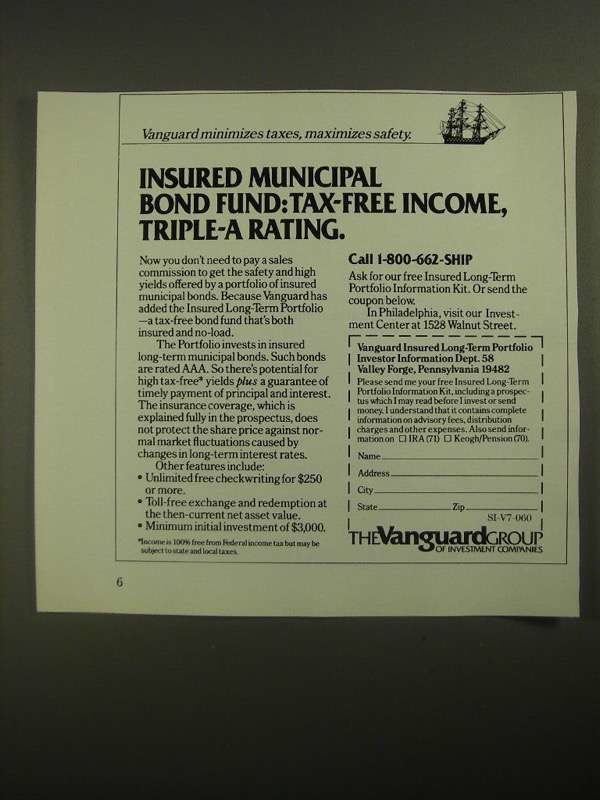 Vanguard minimizes taxes, maximizes safety.
INSURED MUNICIPAL
BOND FUND: TAX-FREE INCOME,
TRIPLE-A RATING.
Now you don't need to pay a sales
commission to get the safety and high
yields offered by a portfolio of insured
municipal bonds. Because Vanguard has
added the Insured Long-Term Portfolio
—a tax-free bond fund that's both
insured and no-load.
The Portfolio invests in insured
long-term municipal bonds. Such bonds
are rated AAA. So there's potential for
high tax-free* yields plus a guarantee of
timely payment of principal and interest.
The insurance coverage, which is
explained fully in the prospectus, does
not protect the share price against nor-
mal market fluctuations caused by
changes in long-term interest rates.
Other features include:
• Unlimited free checkwriting for $250
or more.
• Toll-free exchange and redemption at
the then-current net asset value.
• Minimum initial investment of $3,000.
*Income is 100% free from Federal income tax but may be
subject to state and local taxes.
Call 1-800-662-SHIP
Ask for our free Insured Long-Term
Portfolio Information Kit. Or send the
coupon below.
In Philadelphia, visit our Invest-
ment Center at 1528 Walnut Street.
Vanguard Insured Long-Term Portfolio
Investor Information Dept. 58
Valley Forge, Pennsylvania 19482
Please send me your free Insured Long-Term
Portfolio Information Kit, including a prospec-
tus which I may read before I invest or send
money. I understand that it contains complete
information on advisory fees, distribution
charges and other expenses. Also send infor-
mation on ☐ IRA (71) ☐ Keogh/Pension (70).
Name
Address
City
State Zip
SI-V7-060
THE Vanguard GROUP
OF INVESTMENT COMPANIES
6